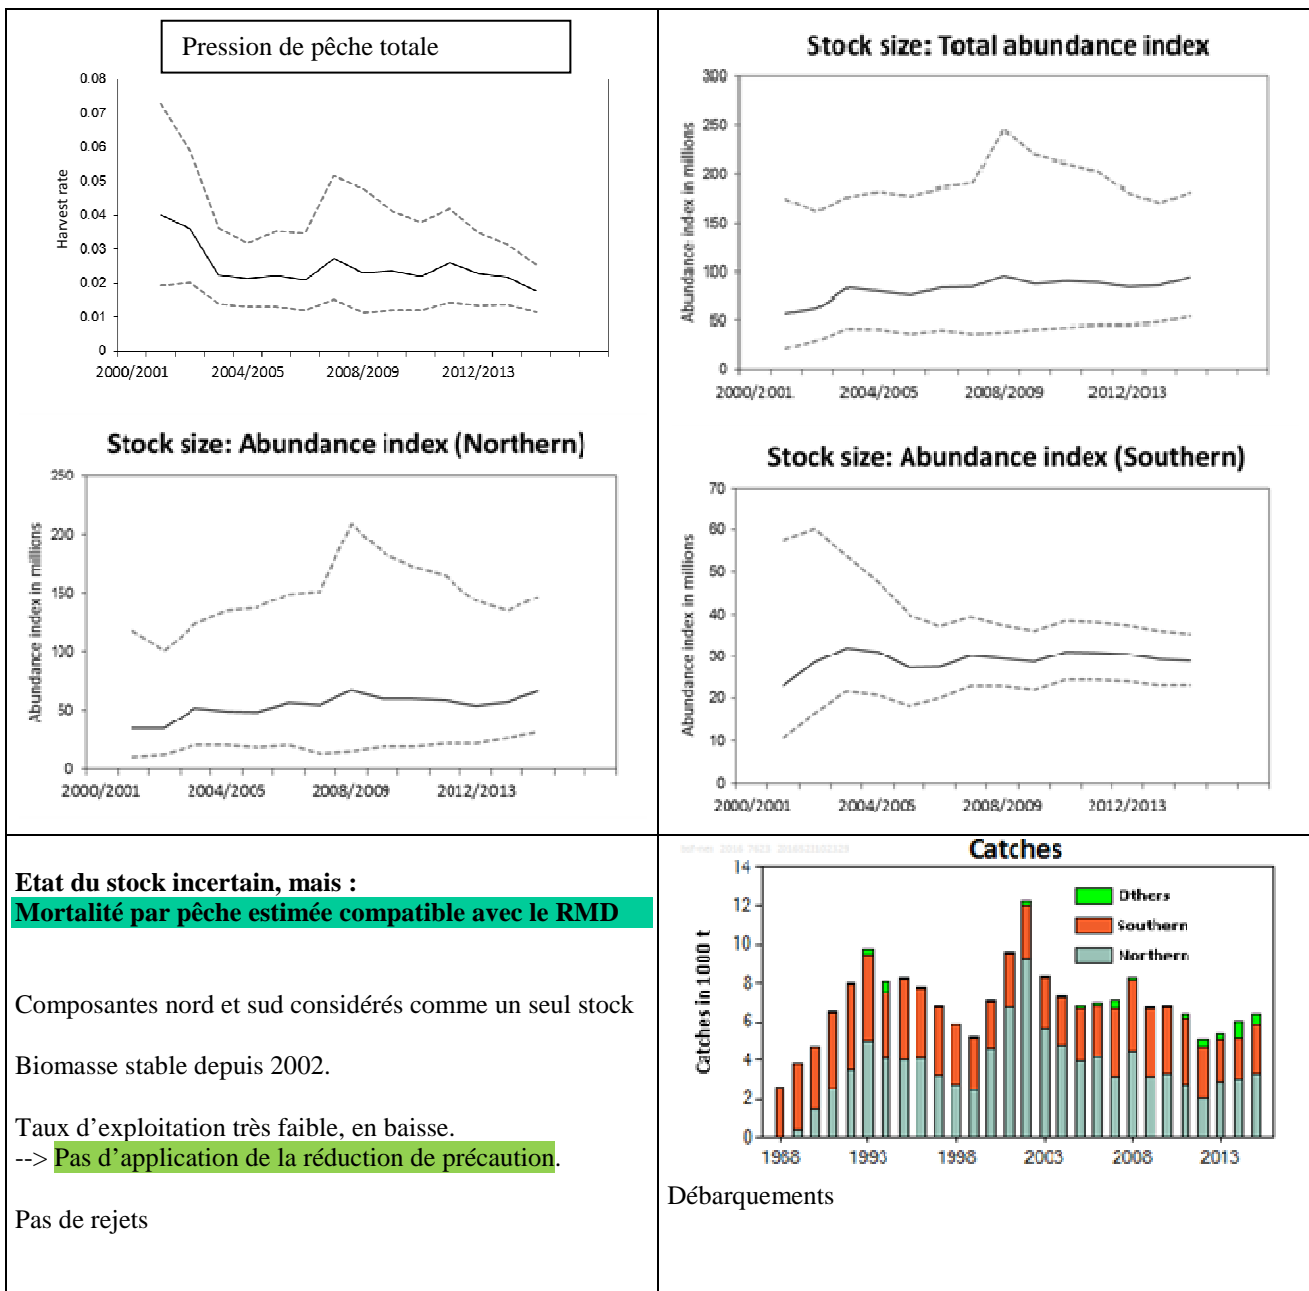 Pression de pêche totale
Harvest rate
0.08
0.07
0.06
0.05
0.04
0.03
0.02
0.01
0
2000/2001 2004/2005 2008/2009 2012/2013
Stock size: Total abundance index
Abundance index in millions
300
250
200
150
100
50
0
2000/2001. 2004/2005 2008/2009 2012/2013
Stock size: Abundance index (Northern)
Abundance index in millions
250
200
150
100
50
0
2000/2001 2004/2005 2008/2009 2012/2013
Stock size: Abundance index (Southern)
Abundance index in millions
70
60
50
40
30
20
10
0
2000/2001 2004/2005 2008/2009 2012/2013
Etat du stock incertain, mais :
Mortalité par pêche estimée compatible avec le RMD
Composantes nord et sud considérés comme un seul stock
Biomasse stable depuis 2002.
Taux d’exploitation très faible, en baisse.
--> Pas d’application de la réduction de précaution.
Pas de rejets
Catches
Catches in 1000 t
14
12
10
8
6
4
2
0
Others
Southern
Northern
1988 1993 1998 2003 2008 2013
Débarquements